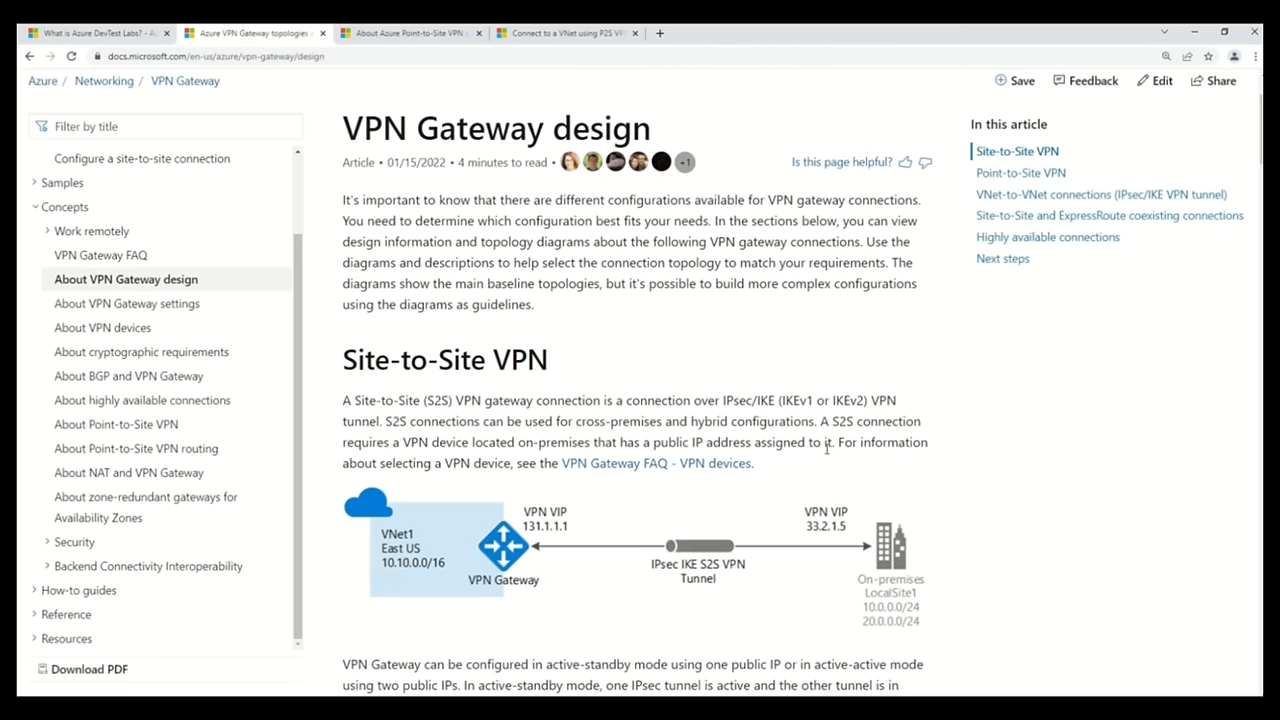 What is Azure DevTest Labs? - Az
Azure VPN Gateway topologies
About Azure Point-to-Site VPN
Connect to a VNet using P2S VP
docs.microsoft.com/en-us/azure/vpn-gateway/design
Azure / Networking / VPN Gateway
Save Feedback Edit Share
Filter by title
Configure a site-to-site connection
Samples
Concepts
Work remotely
VPN Gateway FAQ
About VPN Gateway design
About VPN Gateway settings
About VPN devices
About cryptographic requirements
About BGP and VPN Gateway
About highly available connections
About Point-to-Site VPN
About Point-to-Site VPN routing
About NAT and VPN Gateway
About zone-redundant gateways for
Availability Zones
Security
Backend Connectivity Interoperability
How-to guides
Reference
Resources
Download PDF
VPN Gateway design
Article • 01/15/2022 • 4 minutes to read • +1
Is this page helpful?
It's important to know that there are different configurations available for VPN gateway connections.
You need to determine which configuration best fits your needs. In the sections below, you can view
design information and topology diagrams about the following VPN gateway connections. Use the
diagrams and descriptions to help select the connection topology to match your requirements. The
diagrams show the main baseline topologies, but it's possible to build more complex configurations
using the diagrams as guidelines.
Site-to-Site VPN
A Site-to-Site (S2S) VPN gateway connection is a connection over IPsec/IKE (IKEv1 or IKEv2) VPN
tunnel. S2S connections can be used for cross-premises and hybrid configurations. A S2S connection
requires a VPN device located on-premises that has a public IP address assigned to it. For information
about selecting a VPN device, see the VPN Gateway FAQ - VPN devices.
VNet1
East US
10.10.0.0/16
VPN Gateway
VPN VIP
131.1.1.1
IPsec IKE S2S VPN
Tunnel
VPN VIP
33.2.1.5
On-premises
LocalSite1
10.0.0.0/24
20.0.0.0/24
VPN Gateway can be configured in active-standby mode using one public IP or in active-active mode
using two public IPs. In active-standby mode, one IPsec tunnel is active and the other tunnel is in
In this article
Site-to-Site VPN
Point-to-Site VPN
VNet-to-VNet connections (IPsec/IKE VPN tunnel)
Site-to-Site and ExpressRoute coexisting connections
Highly available connections
Next steps